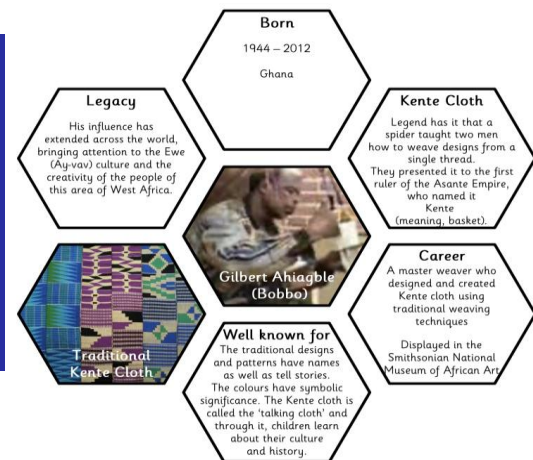 Born
1944 – 2012
Ghana
Legacy
His influence has
extended across the world,
bringing attention to the Ewe
(Ay-vav) culture and the
creativity of the people of
this area of West Africa.
Kente Cloth
Legend has it that a
spider taught two men
how to weave designs from a
single thread.
They presented it to the first
ruler of the Asante Empire,
who named it
Kente
(meaning, basket).
Gilbert Ahiagble
(Bobbo)
Traditional
Kente Cloth
Career
A master weaver who
designed and created
Kente cloth using
traditional weaving
techniques
Displayed in the
Smithsonian National
Museum of African Art
Well known for
The traditional designs
and patterns have names
as well as tell stories.
The colours have symbolic
significance. The Kente cloth is
called the ‘talking cloth’ and
through it, children learn
about their culture
and history.